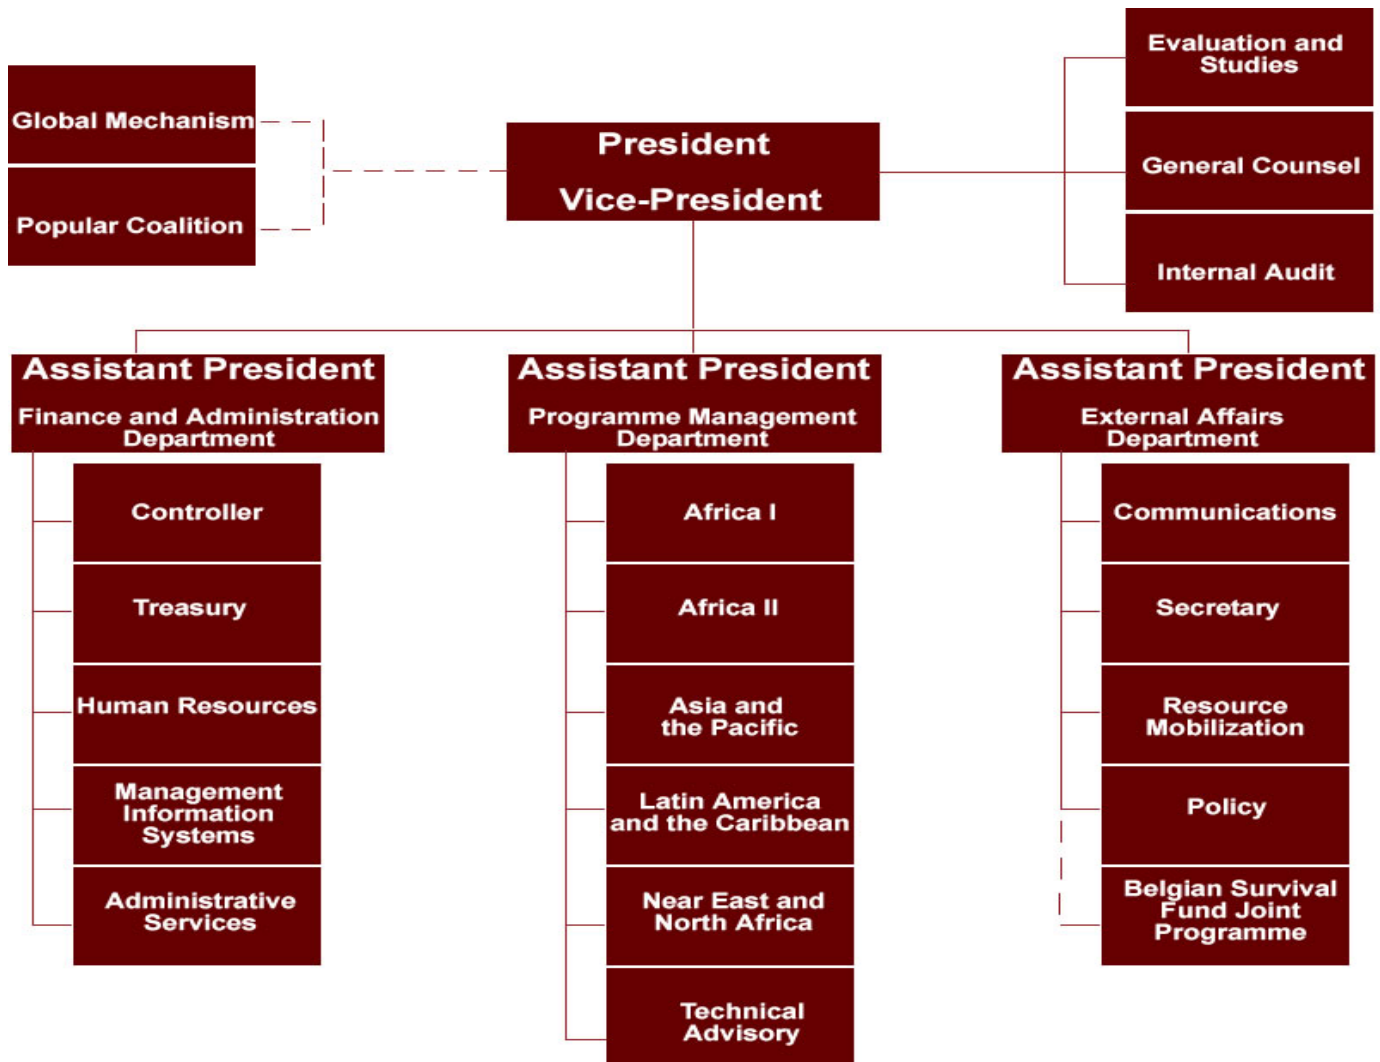 Global Mechanism
Popular Coalition
President
Vice-President
Evaluation and
Studies
General Counsel
Internal Audit
Assistant President
Finance and Administration
Department
Controller
Treasury
Human Resources
Management
Information
Systems
Administrative
Services
Assistant President
Programme Management
Department
Africa I
Africa II
Asia and
the Pacific
Latin America
and the Caribbean
Near East and
North Africa
Technical
Advisory
Assistant President
External Affairs
Department
Communications
Secretary
Resource
Mobilization
Policy
Belgian Survival
Fund Joint
Programme